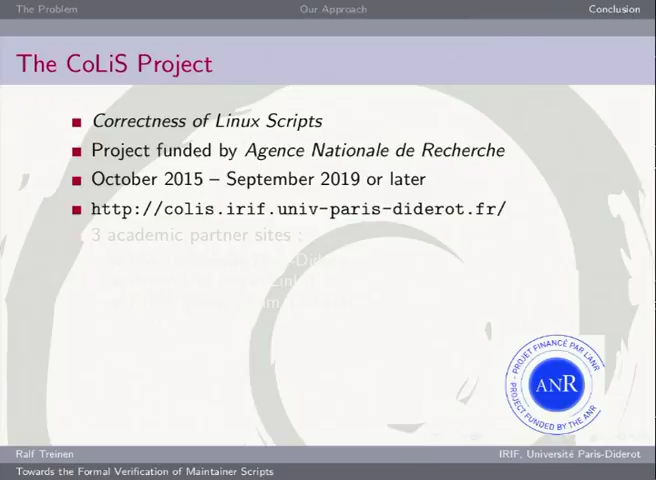 The Problem
Our Approach
Conclusion
The CoLiS Project
Correctness of Linux Scripts
Project funded by Agence Nationale de Recherche
October 2015 – September 2019 or later
http://colis.irif.univ-paris-diderot.fr/
3 academic partner sites :
PROJET FINANCÉ PAR L'ANR
ANR
PROJECT FUNDED BY THE ANR
Ralf Treinen
IRIF, Université Paris-Diderot
Towards the Formal Verification of Maintainer Scripts